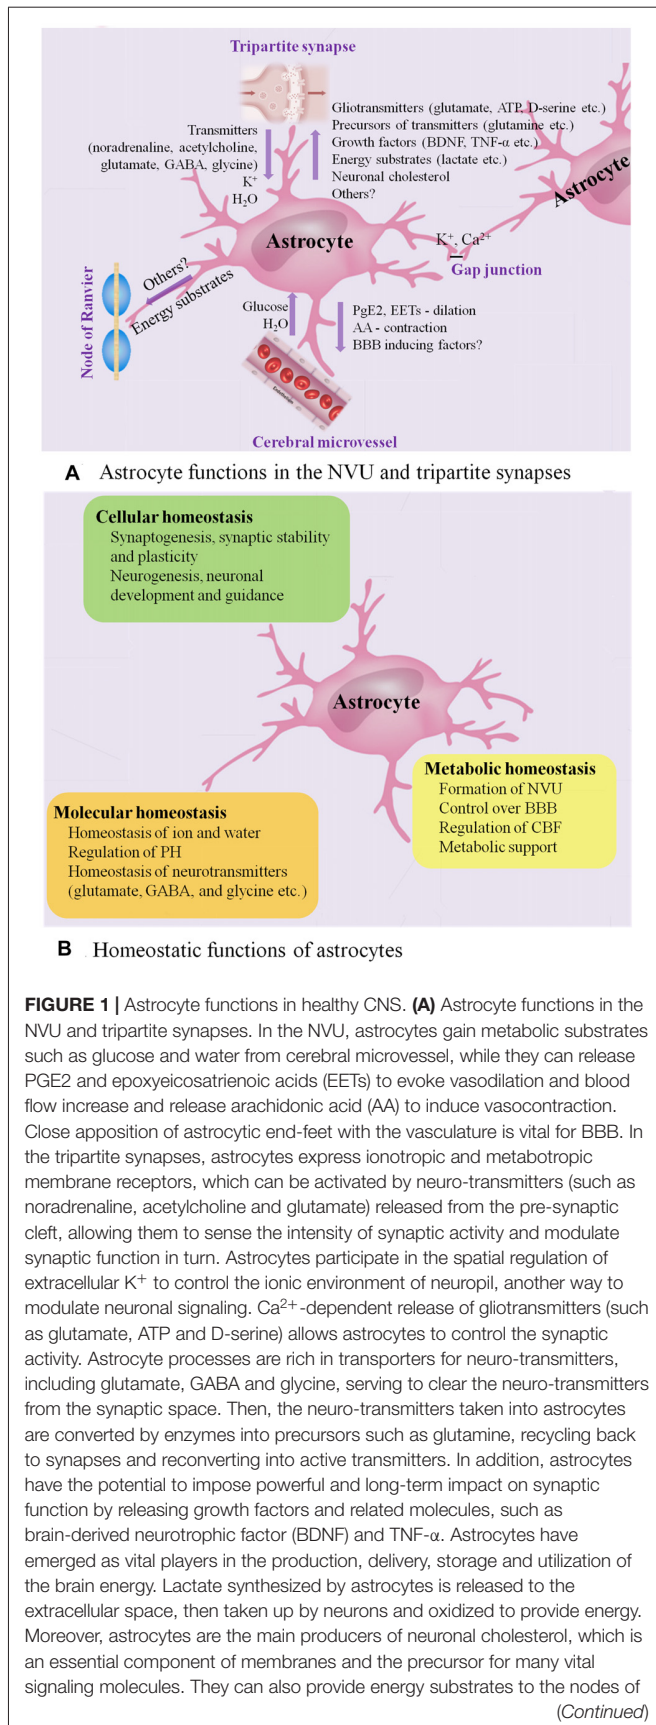 Tripartite synapse
Transmitters
(noradrenaline, acetylcholine,
glutamate, GABA, glycine)
K⁺
H₂O
Gliotransmitters (glutamate, ATP, D-serine etc.)
Precursors of transmitters (glutamine etc.)
Growth factors (BDNF, TNF-α etc.)
Energy substrates (lactate etc.)
Neuronal cholesterol
Others?
Astrocyte
Astrocyte
K⁺, Ca²⁺
Gap junction
Node of Ranvier
Others?
Energy substrates
Glucose
H₂O
PgE2, EETs - dilation
AA - contraction
BBB inducing factors?
Endothelium
Cerebral microvessel
A Astrocyte functions in the NVU and tripartite synapses
Cellular homeostasis
Synaptogenesis, synaptic stability
and plasticity
Neurogenesis, neuronal
development and guidance
Astrocyte
Metabolic homeostasis
Formation of NVU
Control over BBB
Regulation of CBF
Metabolic support
Molecular homeostasis
Homeostasis of ion and water
Regulation of PH
Homeostasis of neurotransmitters
(glutamate, GABA, and glycine etc.)
B Homeostatic functions of astrocytes
FIGURE 1 | Astrocyte functions in healthy CNS. (A) Astrocyte functions in the
NVU and tripartite synapses. In the NVU, astrocytes gain metabolic substrates
such as glucose and water from cerebral microvessel, while they can release
PGE2 and epoxyeicosatrienoic acids (EETs) to evoke vasodilation and blood
flow increase and release arachidonic acid (AA) to induce vasocontraction.
Close apposition of astrocytic end-feet with the vasculature is vital for BBB. In
the tripartite synapses, astrocytes express ionotropic and metabotropic
membrane receptors, which can be activated by neuro-transmitters (such as
noradrenaline, acetylcholine and glutamate) released from the pre-synaptic
cleft, allowing them to sense the intensity of synaptic activity and modulate
synaptic function in turn. Astrocytes participate in the spatial regulation of
extracellular K⁺ to control the ionic environment of neuropil, another way to
modulate neuronal signaling. Ca²⁺-dependent release of gliotransmitters (such
as glutamate, ATP and D-serine) allows astrocytes to control the synaptic
activity. Astrocyte processes are rich in transporters for neuro-transmitters,
including glutamate, GABA and glycine, serving to clear the neuro-transmitters
from the synaptic space. Then, the neuro-transmitters taken into astrocytes
are converted by enzymes into precursors such as glutamine, recycling back
to synapses and reconverting into active transmitters. In addition, astrocytes
have the potential to impose powerful and long-term impact on synaptic
function by releasing growth factors and related molecules, such as
brain-derived neurotrophic factor (BDNF) and TNF-α. Astrocytes have
emerged as vital players in the production, delivery, storage and utilization of
the brain energy. Lactate synthesized by astrocytes is released to the
extracellular space, then taken up by neurons and oxidized to provide energy.
Moreover, astrocytes are the main producers of neuronal cholesterol, which is
an essential component of membranes and the precursor for many vital
signaling molecules. They can also provide energy substrates to the nodes of
(Continued)